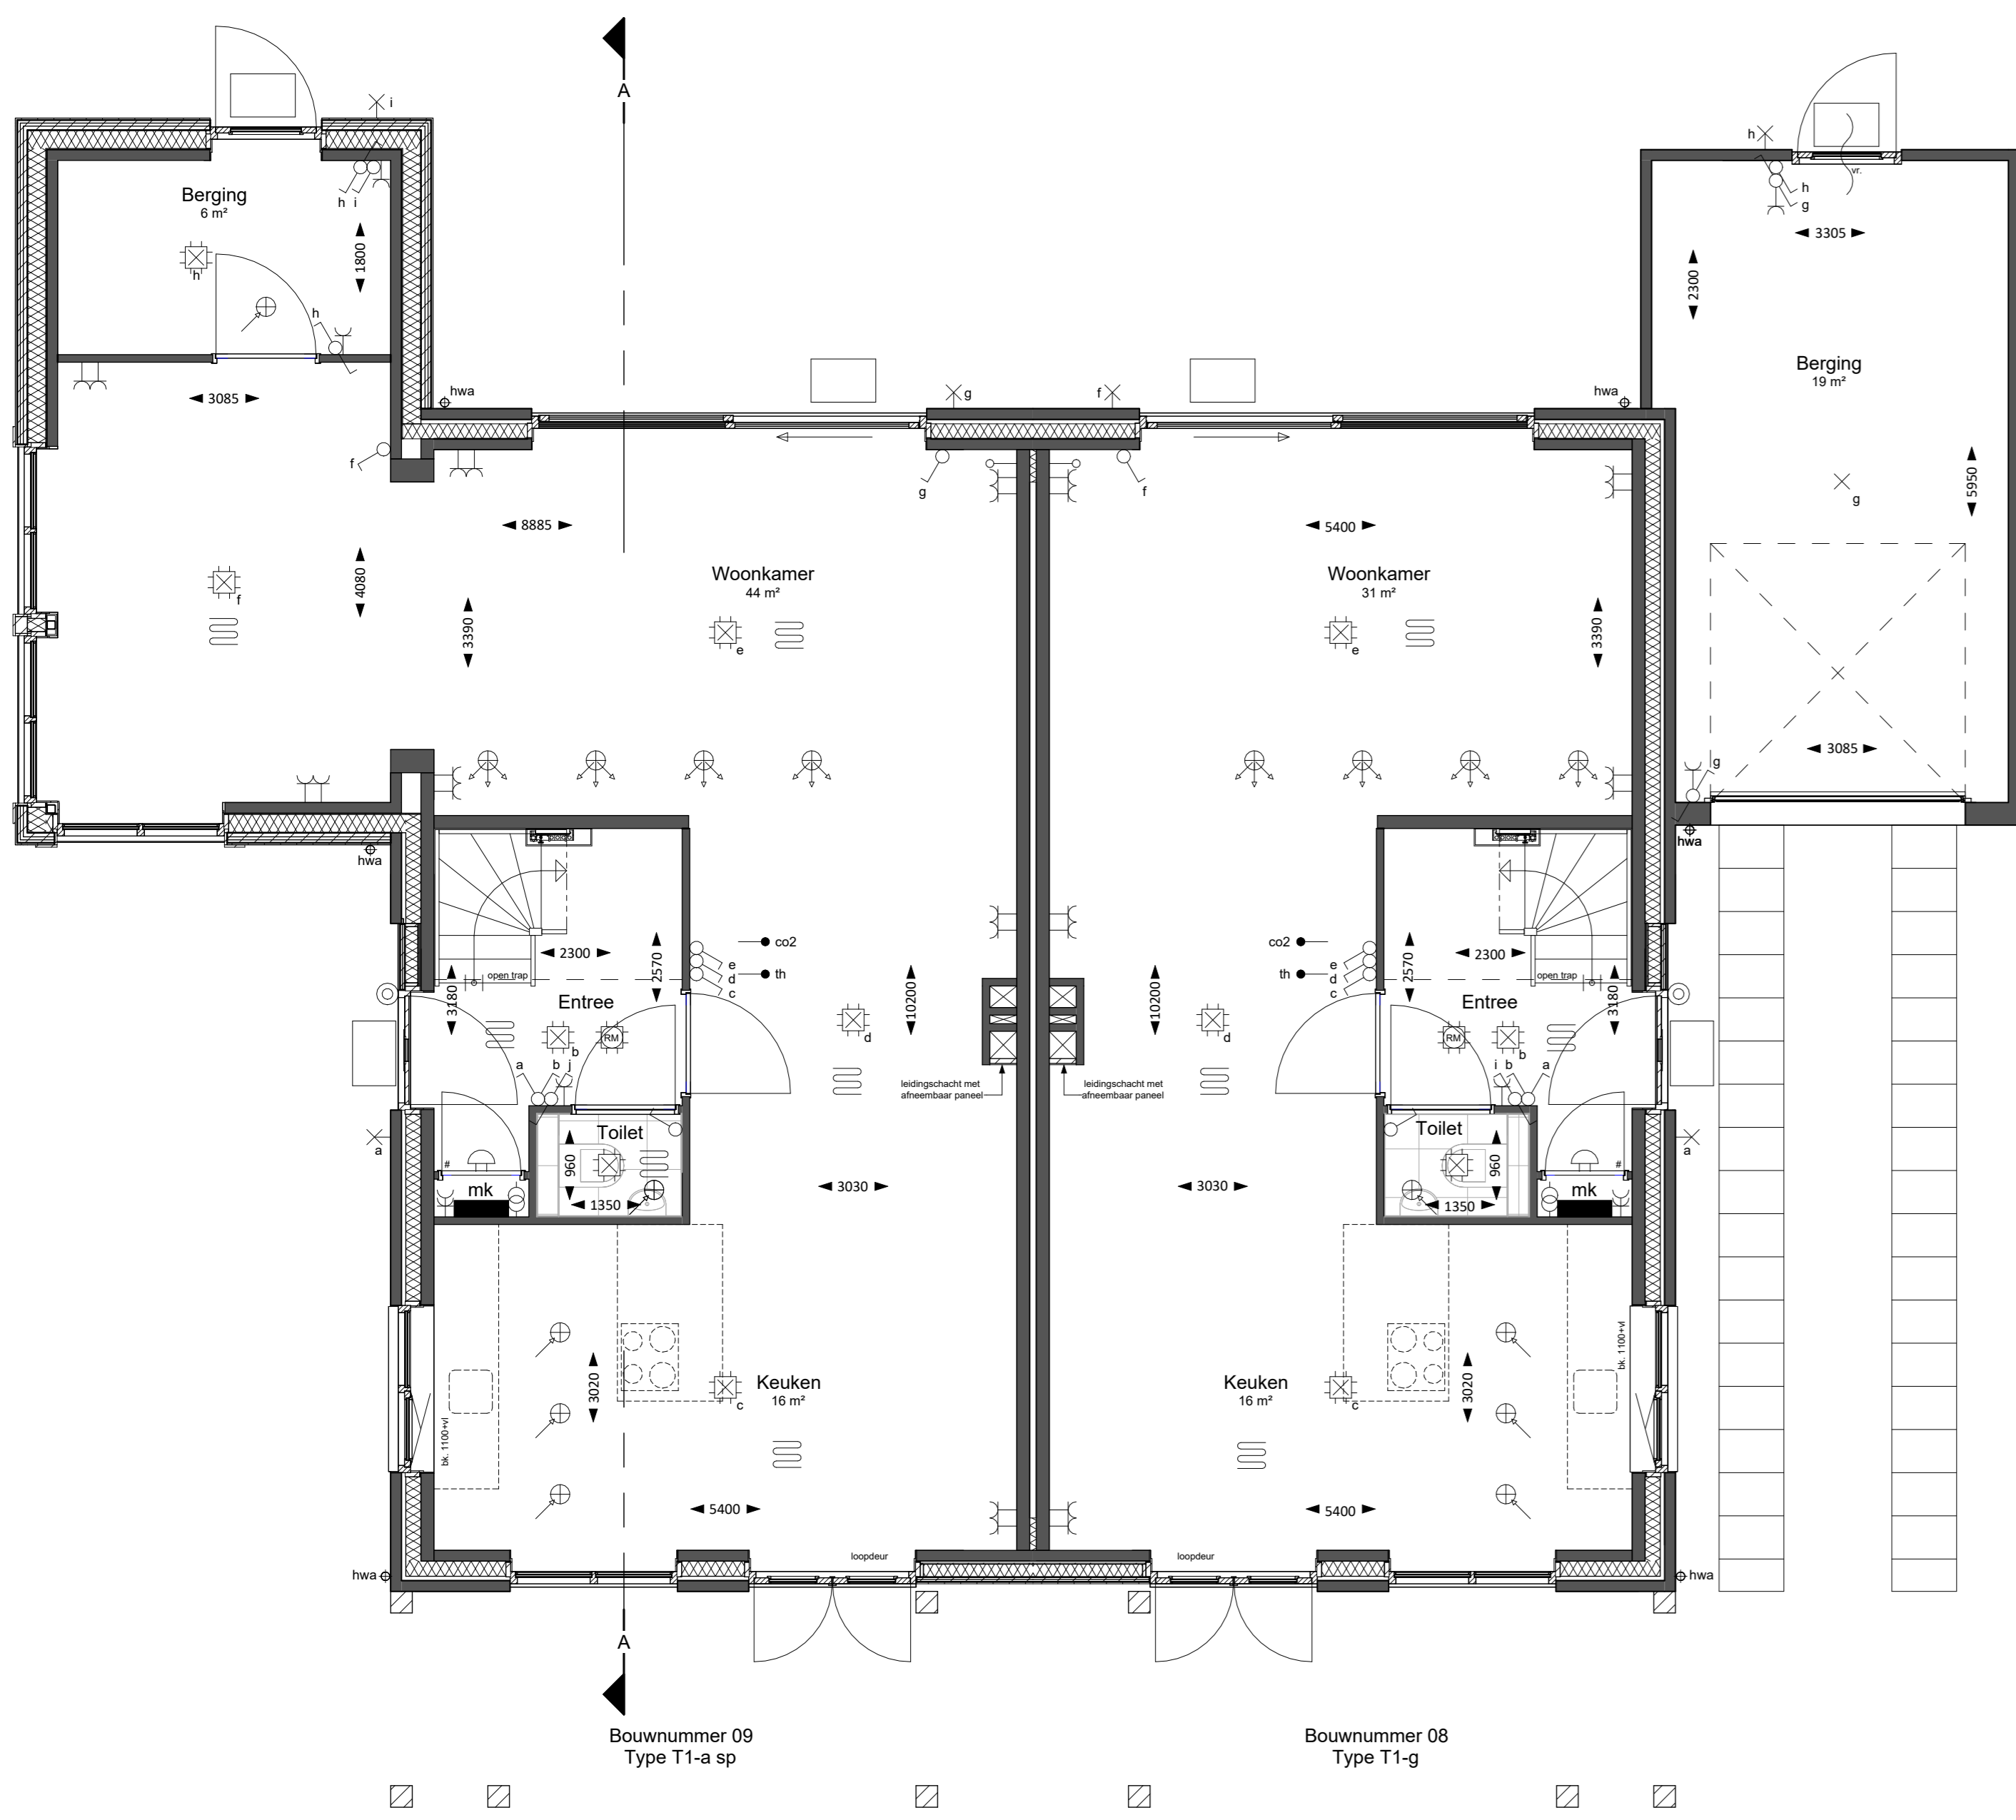 A
i
h
Berging
6 m²
h i
vr.
h
g
3305
1800
2300
h
h
Berging
19 m²
3085
hwa
g
f
hwa
f
g
f
5950
g
8885
5400
4080
Woonkamer
44 m²
Woonkamer
31 m²
f
3390
3390
e
e
3085
g
hwa
hwa
co2
th
co2
th
2300
2570
e
d
c
e
d
c
2570
2300
open trap
open trap
3180
Entree
10200
10200
Entree
3180
b
RM
d
d
RM
b
a
b j
i b
a
leidingschacht met
afneembaar paneel
leidingschacht met
afneembaar paneel
Toilet
Toilet
a
a
#
960
960
#
mk
1350
3030
3030
1350
mk
3020
Keuken
16 m²
Keuken
16 m²
3020
c
c
bk. 1100+vl
bk. 1100+vl
5400
5400
loopdeur
loopdeur
hwa
hwa
A
Bouwnummer 09
Type T1-a sp
Bouwnummer 08
Type T1-g